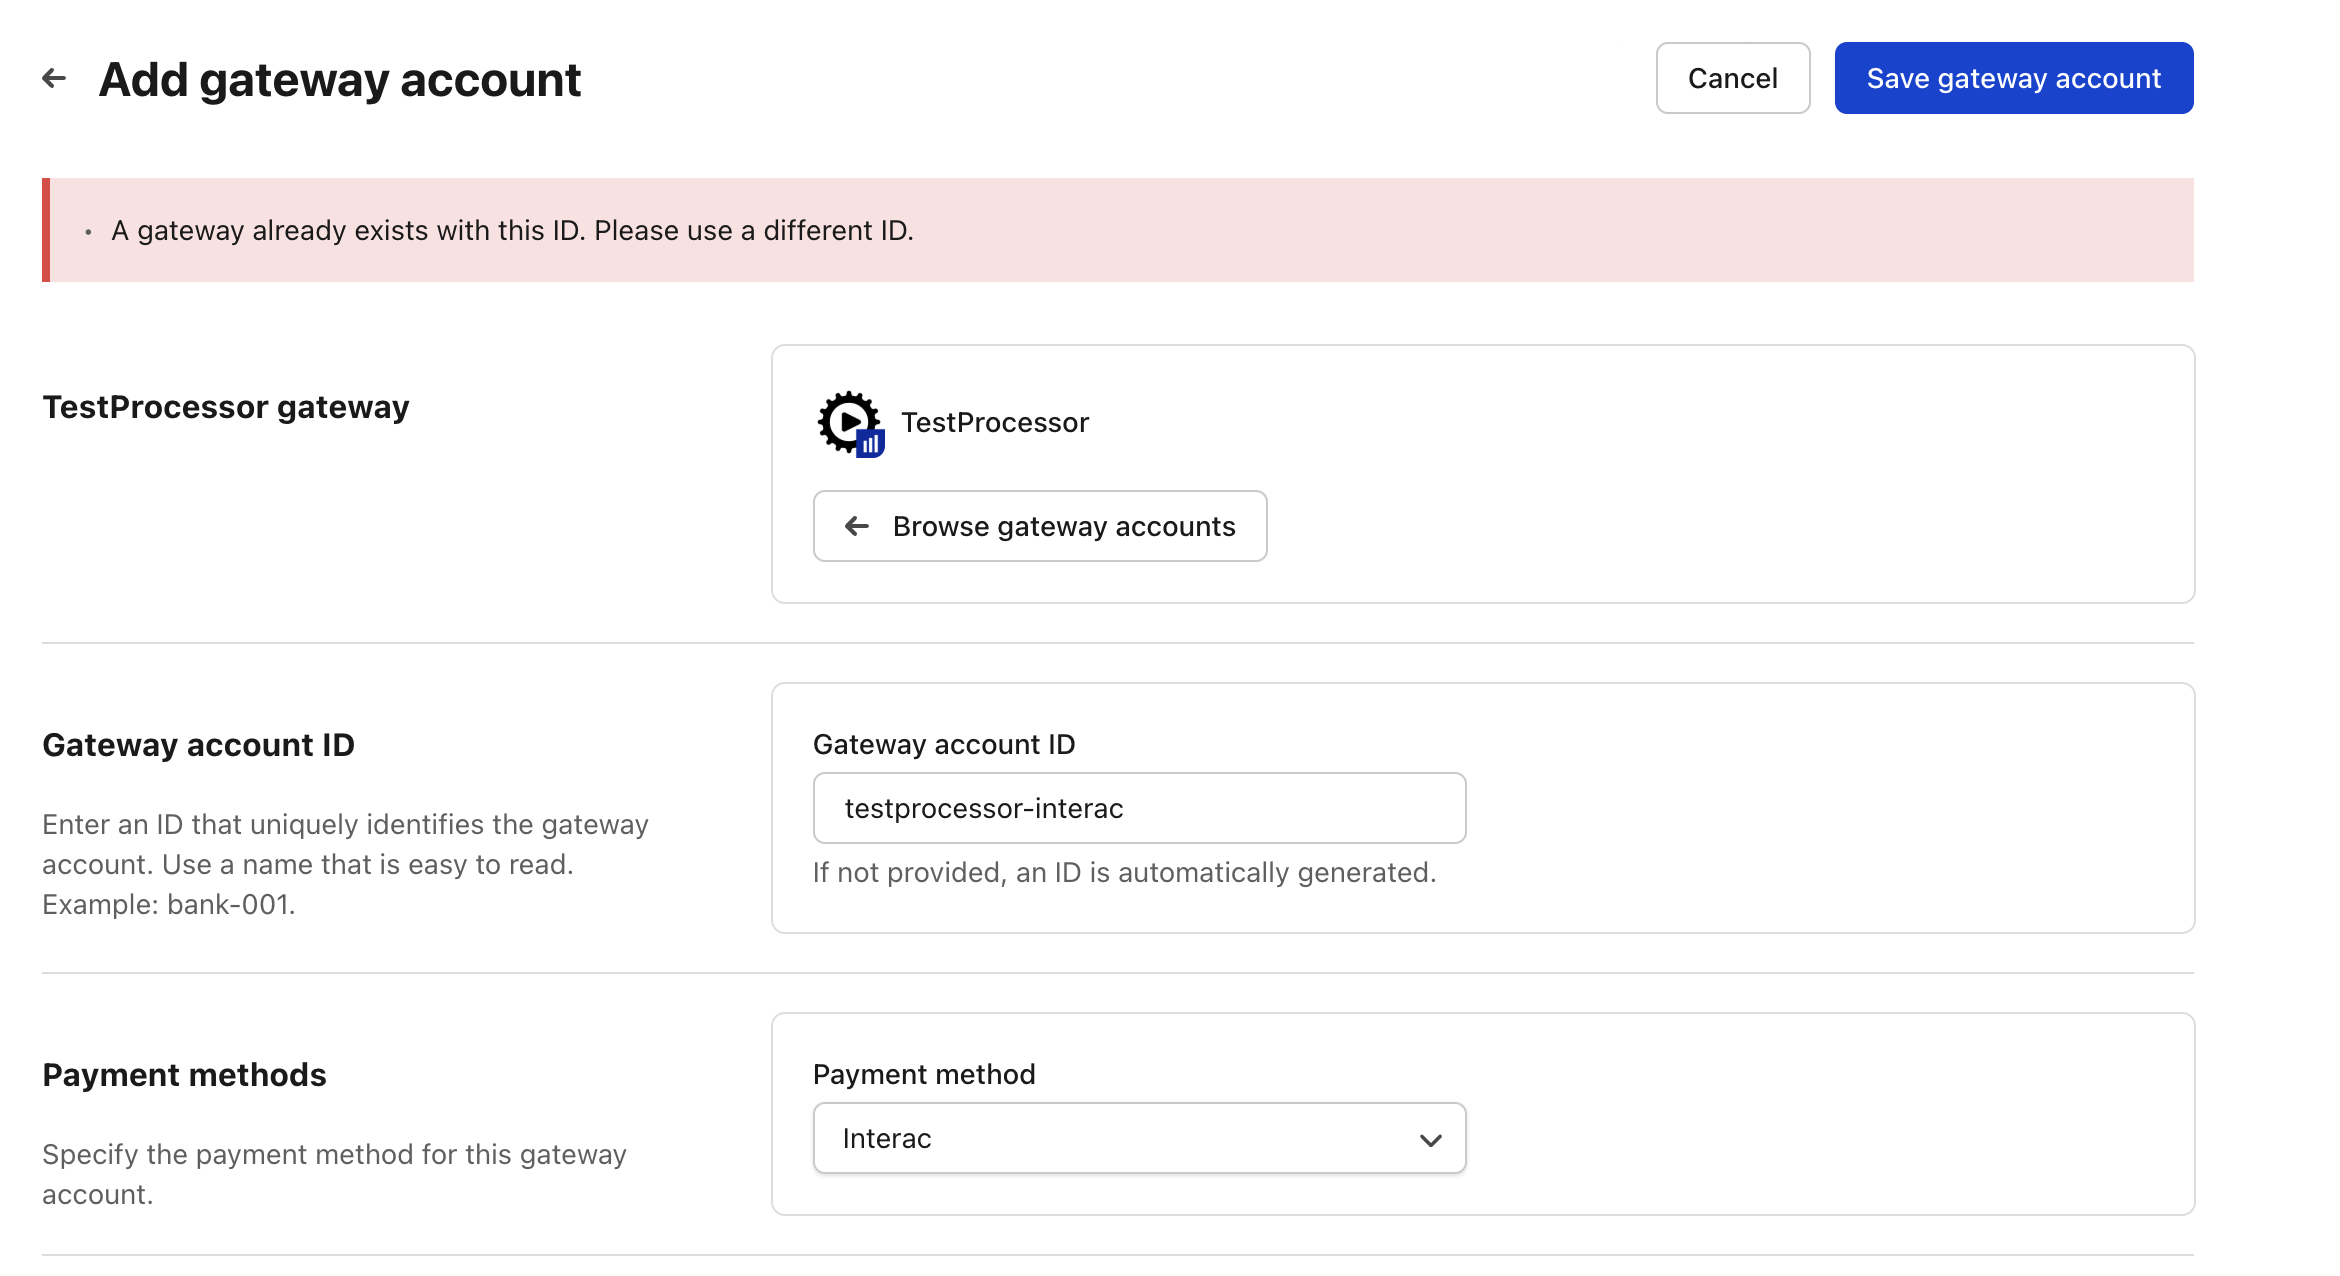 Add gateway account
Cancel
Save gateway account
• A gateway already exists with this ID. Please use a different ID.
TestProcessor gateway
TestProcessor
Browse gateway accounts
Gateway account ID
Enter an ID that uniquely identifies the gateway
account. Use a name that is easy to read.
Example: bank-001.
Gateway account ID
testprocessor-interac
If not provided, an ID is automatically generated.
Payment methods
Specify the payment method for this gateway
account.
Payment method
Interac